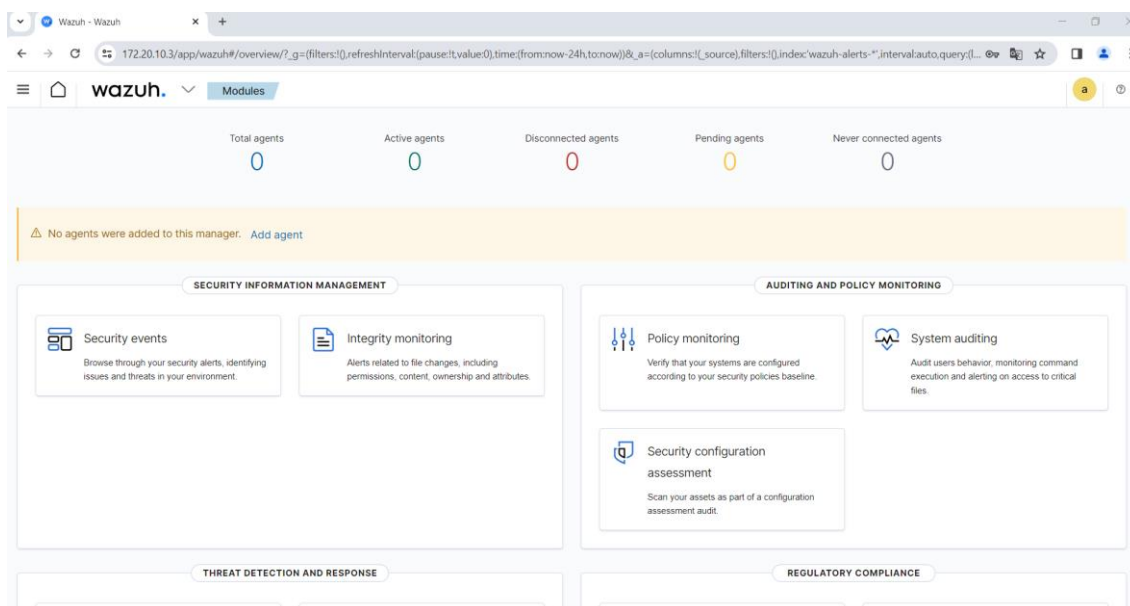 Wazuh - Wazuh
172.20.10.3/app/wazuh#/overview/?_g=(filters:!(),refreshInterval:(pause:!t,value:0),time:(from:now-24h,to:now))&_a=(columns:!(_source),filters:!(),index:'wazuh-alerts-*',interval:auto,query:(l...
wazuh. Modules a
Total agents Active agents Disconnected agents Pending agents Never connected agents
0 0 0 0 0
No agents were added to this manager. Add agent
SECURITY INFORMATION MANAGEMENT
Security events
Browse through your security alerts, identifying
issues and threats in your environment.
Integrity monitoring
Alerts related to file changes, including
permissions, content, ownership and attributes.
AUDITING AND POLICY MONITORING
Policy monitoring
Verify that your systems are configured
according to your security policies baseline.
System auditing
Audit users behavior, monitoring command
execution and alerting on access to critical
files.
Security configuration
assessment
Scan your assets as part of a configuration
assessment audit.
THREAT DETECTION AND RESPONSE
REGULATORY COMPLIANCE